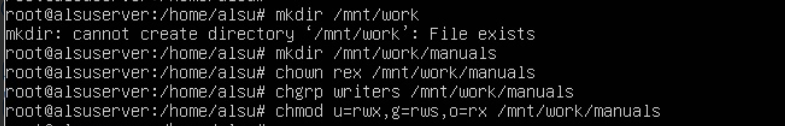 root@alsuserver:/home/alsu# mkdir /mnt/work
mkdir: cannot create directory ‘/mnt/work’: File exists
root@alsuserver:/home/alsu# mkdir /mnt/work/manuals
root@alsuserver:/home/alsu# chown rex /mnt/work/manuals
root@alsuserver:/home/alsu# chgrp writers /mnt/work/manuals
root@alsuserver:/home/alsu# chmod u=rwx,g=rws,o=rx /mnt/work/manuals